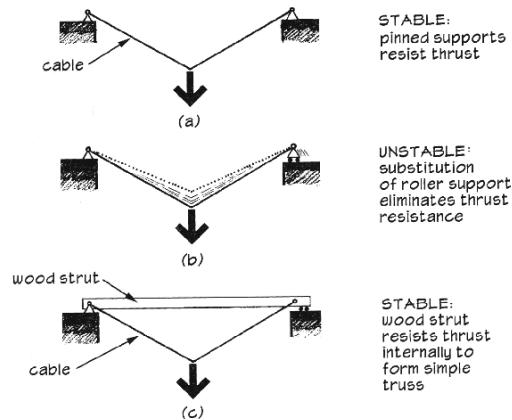 STABLE:
pinned supports
resist thrust
cable
(a)
UNSTABLE:
substitution
of roller support
eliminates thrust
resistance
(b)
wood strut
STABLE:
wood strut
resists thrust
internally to
form simple
truss
cable
(c)